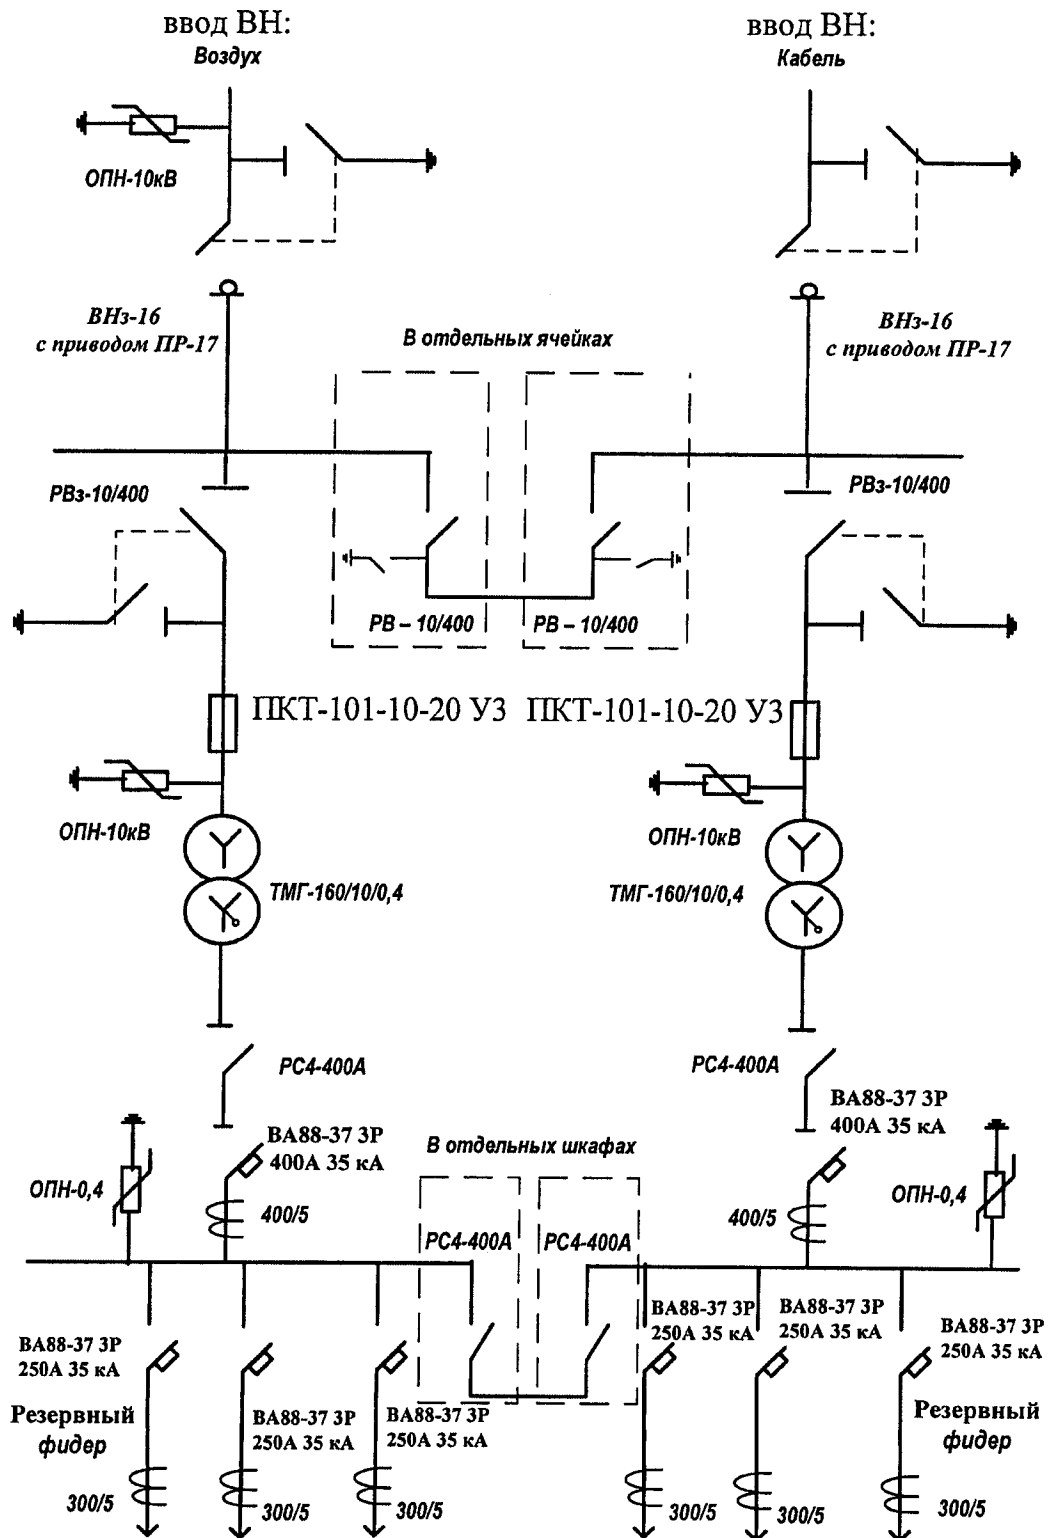 ввод ВН:
Воздух
ввод ВН:
Кабель
ОПН-10кВ
ВНз-16
с приводом ПР-17
В отдельных ячейках
ВНз-16
с приводом ПР-17
РВз-10/400
РВз-10/400
РВ – 10/400
РВ – 10/400
ПКТ-101-10-20 У3
ПКТ-101-10-20 У3
ОПН-10кВ
ОПН-10кВ
ТМГ-160/10/0,4
ТМГ-160/10/0,4
РС4-400А
РС4-400А
ВА88-37 3Р
400А 35 кА
ВА88-37 3Р
400А 35 кА
В отдельных шкафах
ОПН-0,4
ОПН-0,4
400/5
400/5
РС4-400А
РС4-400А
ВА88-37 3Р
250А 35 кА
ВА88-37 3Р
250А 35 кА
ВА88-37 3Р
250А 35 кА
ВА88-37 3Р
250А 35 кА
Резервный
фидер
ВА88-37 3Р
250А 35 кА
ВА88-37 3Р
250А 35 кА
Резервный
фидер
300/5
300/5
300/5
300/5
300/5
300/5